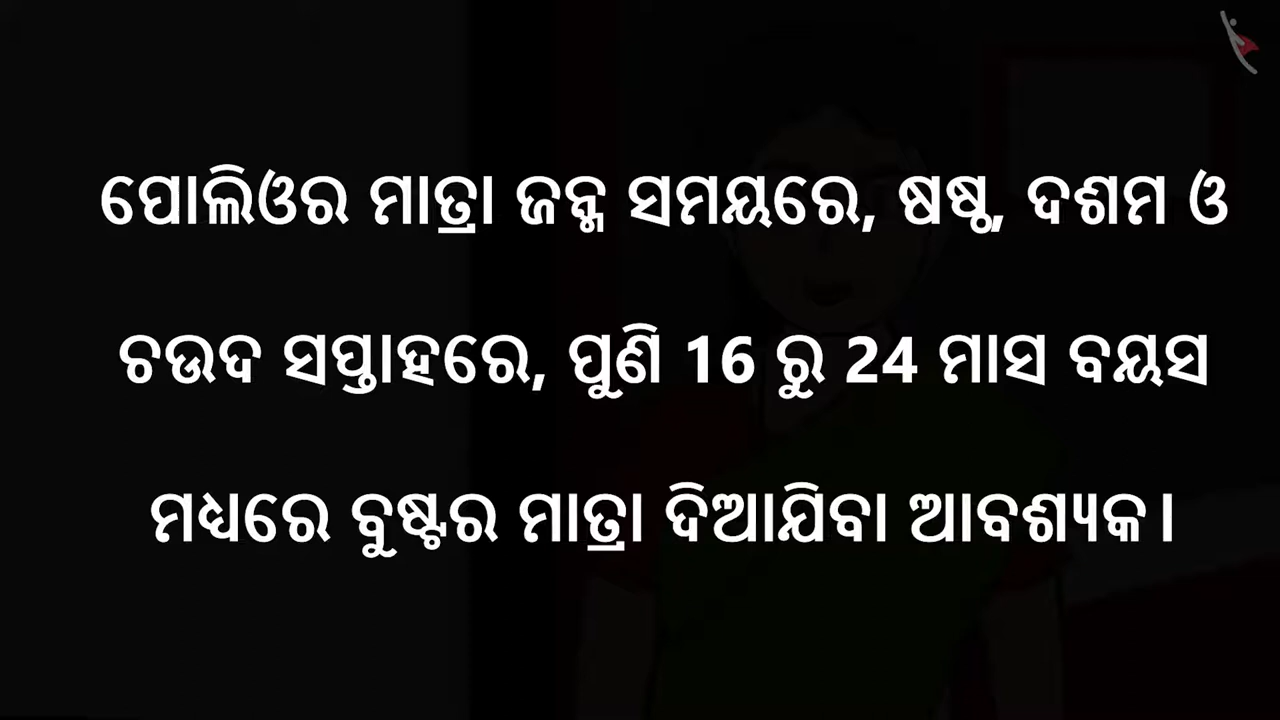 ପୋଲିଓର ମାତ୍ରା ଜନ୍ମ ସମୟରେ, ଷଷ୍ଠ, ଦଶମ ଓ
ଚଉଦ ସପ୍ତାହରେ, ପୁଣି 16 ରୁ 24 ମାସ ବୟସ
ମଧ୍ୟରେ ବୁଷ୍ଟର ମାତ୍ରା ଦିଆଯିବା ଆବଶ୍ୟକ।